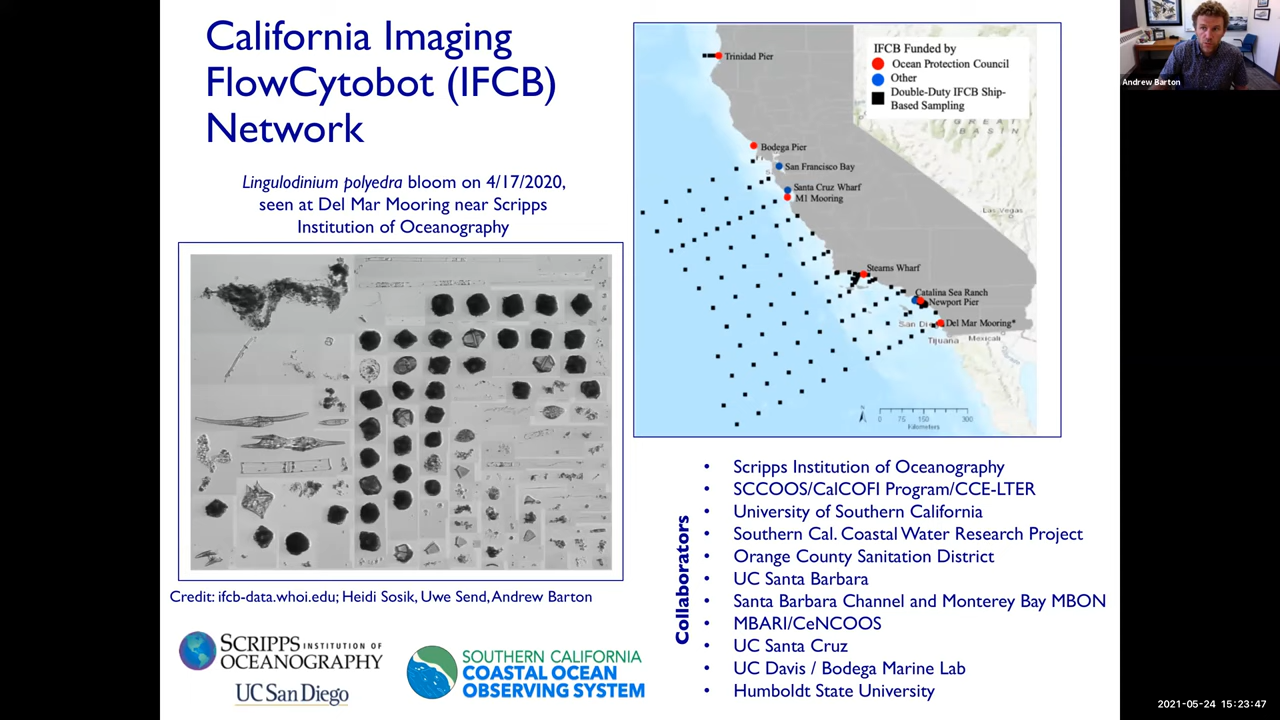 California Imaging
FlowCytobot (IFCB)
Network
Lingulodinium polyedra bloom on 4/17/2020,
seen at Del Mar Mooring near Scripps
Institution of Oceanography
Credit: ifcb-data.whoi.edu; Heidi Sosik, Uwe Send, Andrew Barton
SCRIPPS INSTITUTION OF
OCEANOGRAPHY
UC San Diego
SOUTHERN CALIFORNIA
COASTAL OCEAN
OBSERVING SYSTEM
IFCB Funded by
Ocean Protection Council
Other
Double-Duty IFCB Ship-
Based Sampling
Trinidad Pier
GREAT
BASIN
Bodega Pier
San Francisco Bay
Santa Cruz Wharf
M1 Mooring
Las Vegas
Stearns Wharf
Catalina Sea Ranch
Newport Pier
San Die
Del Mar Mooring*
Tijuana
Mexicali
N
0 75 150 300
Kilometers
Collaborators
• Scripps Institution of Oceanography
• SCCOOS/CalCOFI Program/CCE-LTER
• University of Southern California
• Southern Cal. Coastal Water Research Project
• Orange County Sanitation District
• UC Santa Barbara
• Santa Barbara Channel and Monterey Bay MBON
• MBARI/CeNCOOS
• UC Santa Cruz
• UC Davis / Bodega Marine Lab
• Humboldt State University
Andrew Barton
2021-05-24 15:23:47